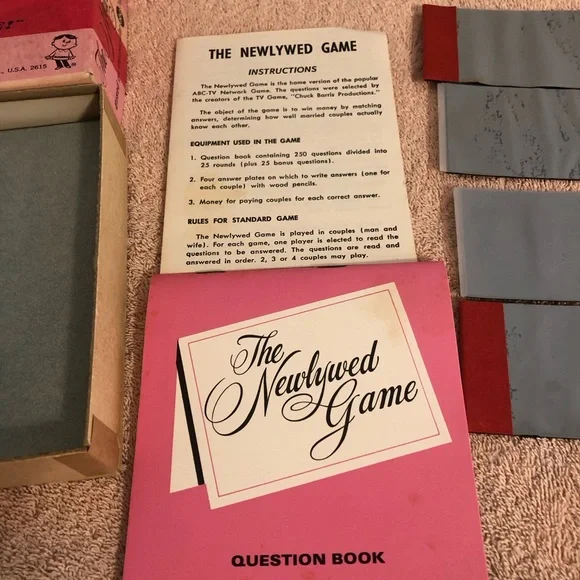 U.S.A. 2615
THE NEWLYWED GAME
INSTRUCTIONS
The Newlywed Game is the home version of the popular
ABC-TV Network Game. The questions were selected by
the creators of the TV Game, "Chuck Barris Productions."
The object of the game is to win money by matching
answers, determining how well married couples actually
know each other.
EQUIPMENT USED IN THE GAME
1. Question book containing 250 questions divided into
25 rounds (plus 25 bonus questions).
2. Four answer plates on which to write answers (one for
each couple) with wood pencils.
3. Money for paying couples for each correct answer.
RULES FOR STANDARD GAME
The Newlywed Game is played in couples (man and
wife). For each game, one player is elected to read the
questions to be answered. The questions are read and
answered in order. 2, 3 or 4 couples may play.
The
Newlywed
Game
QUESTION BOOK